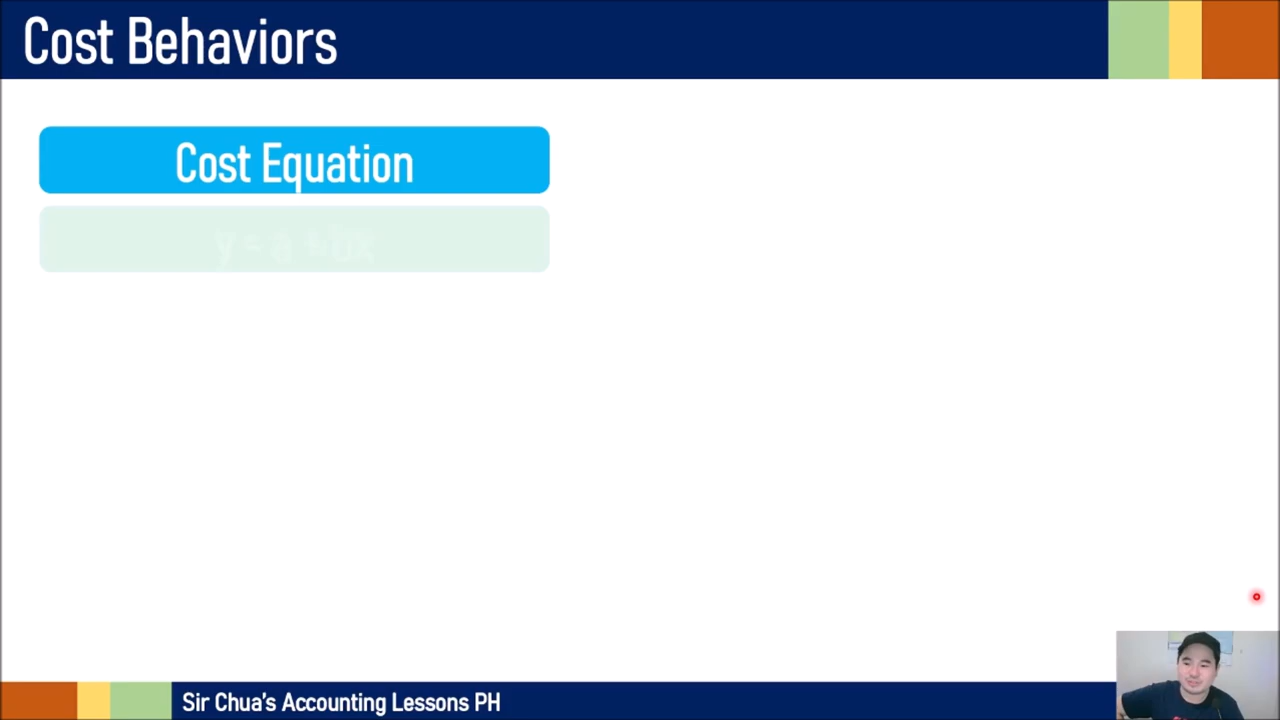 Cost Behaviors
Cost Equation
y = a + bx
Sir Chua's Accounting Lessons PH